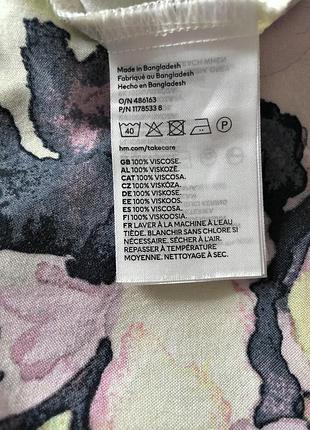 Made in Bangladesh
Fabriqué au Bangladesh
Hecho en Bangladesh
O/N 486163
P/N 1178533 8
40 P
hm.com/takecare
GB 100% VISCOSE.
AL 100% VISKOZË.
CAT 100% VISCOSA.
CZ 100% VISKÓZA.
DE 100% VISKOSE.
EE 100% VISKOOS.
ES 100% VISCOSA.
FI 100% VISKOOSIA.
FR LAVER À LA MACHINE À L'EAU
TIÈDE. BLANCHIR SANS CHLORE SI
NÉCESSAIRE. SÉCHER À L'AIR.
REPASSER À TEMPÉRATURE
MOYENNE. NETTOYAGE À SEC.